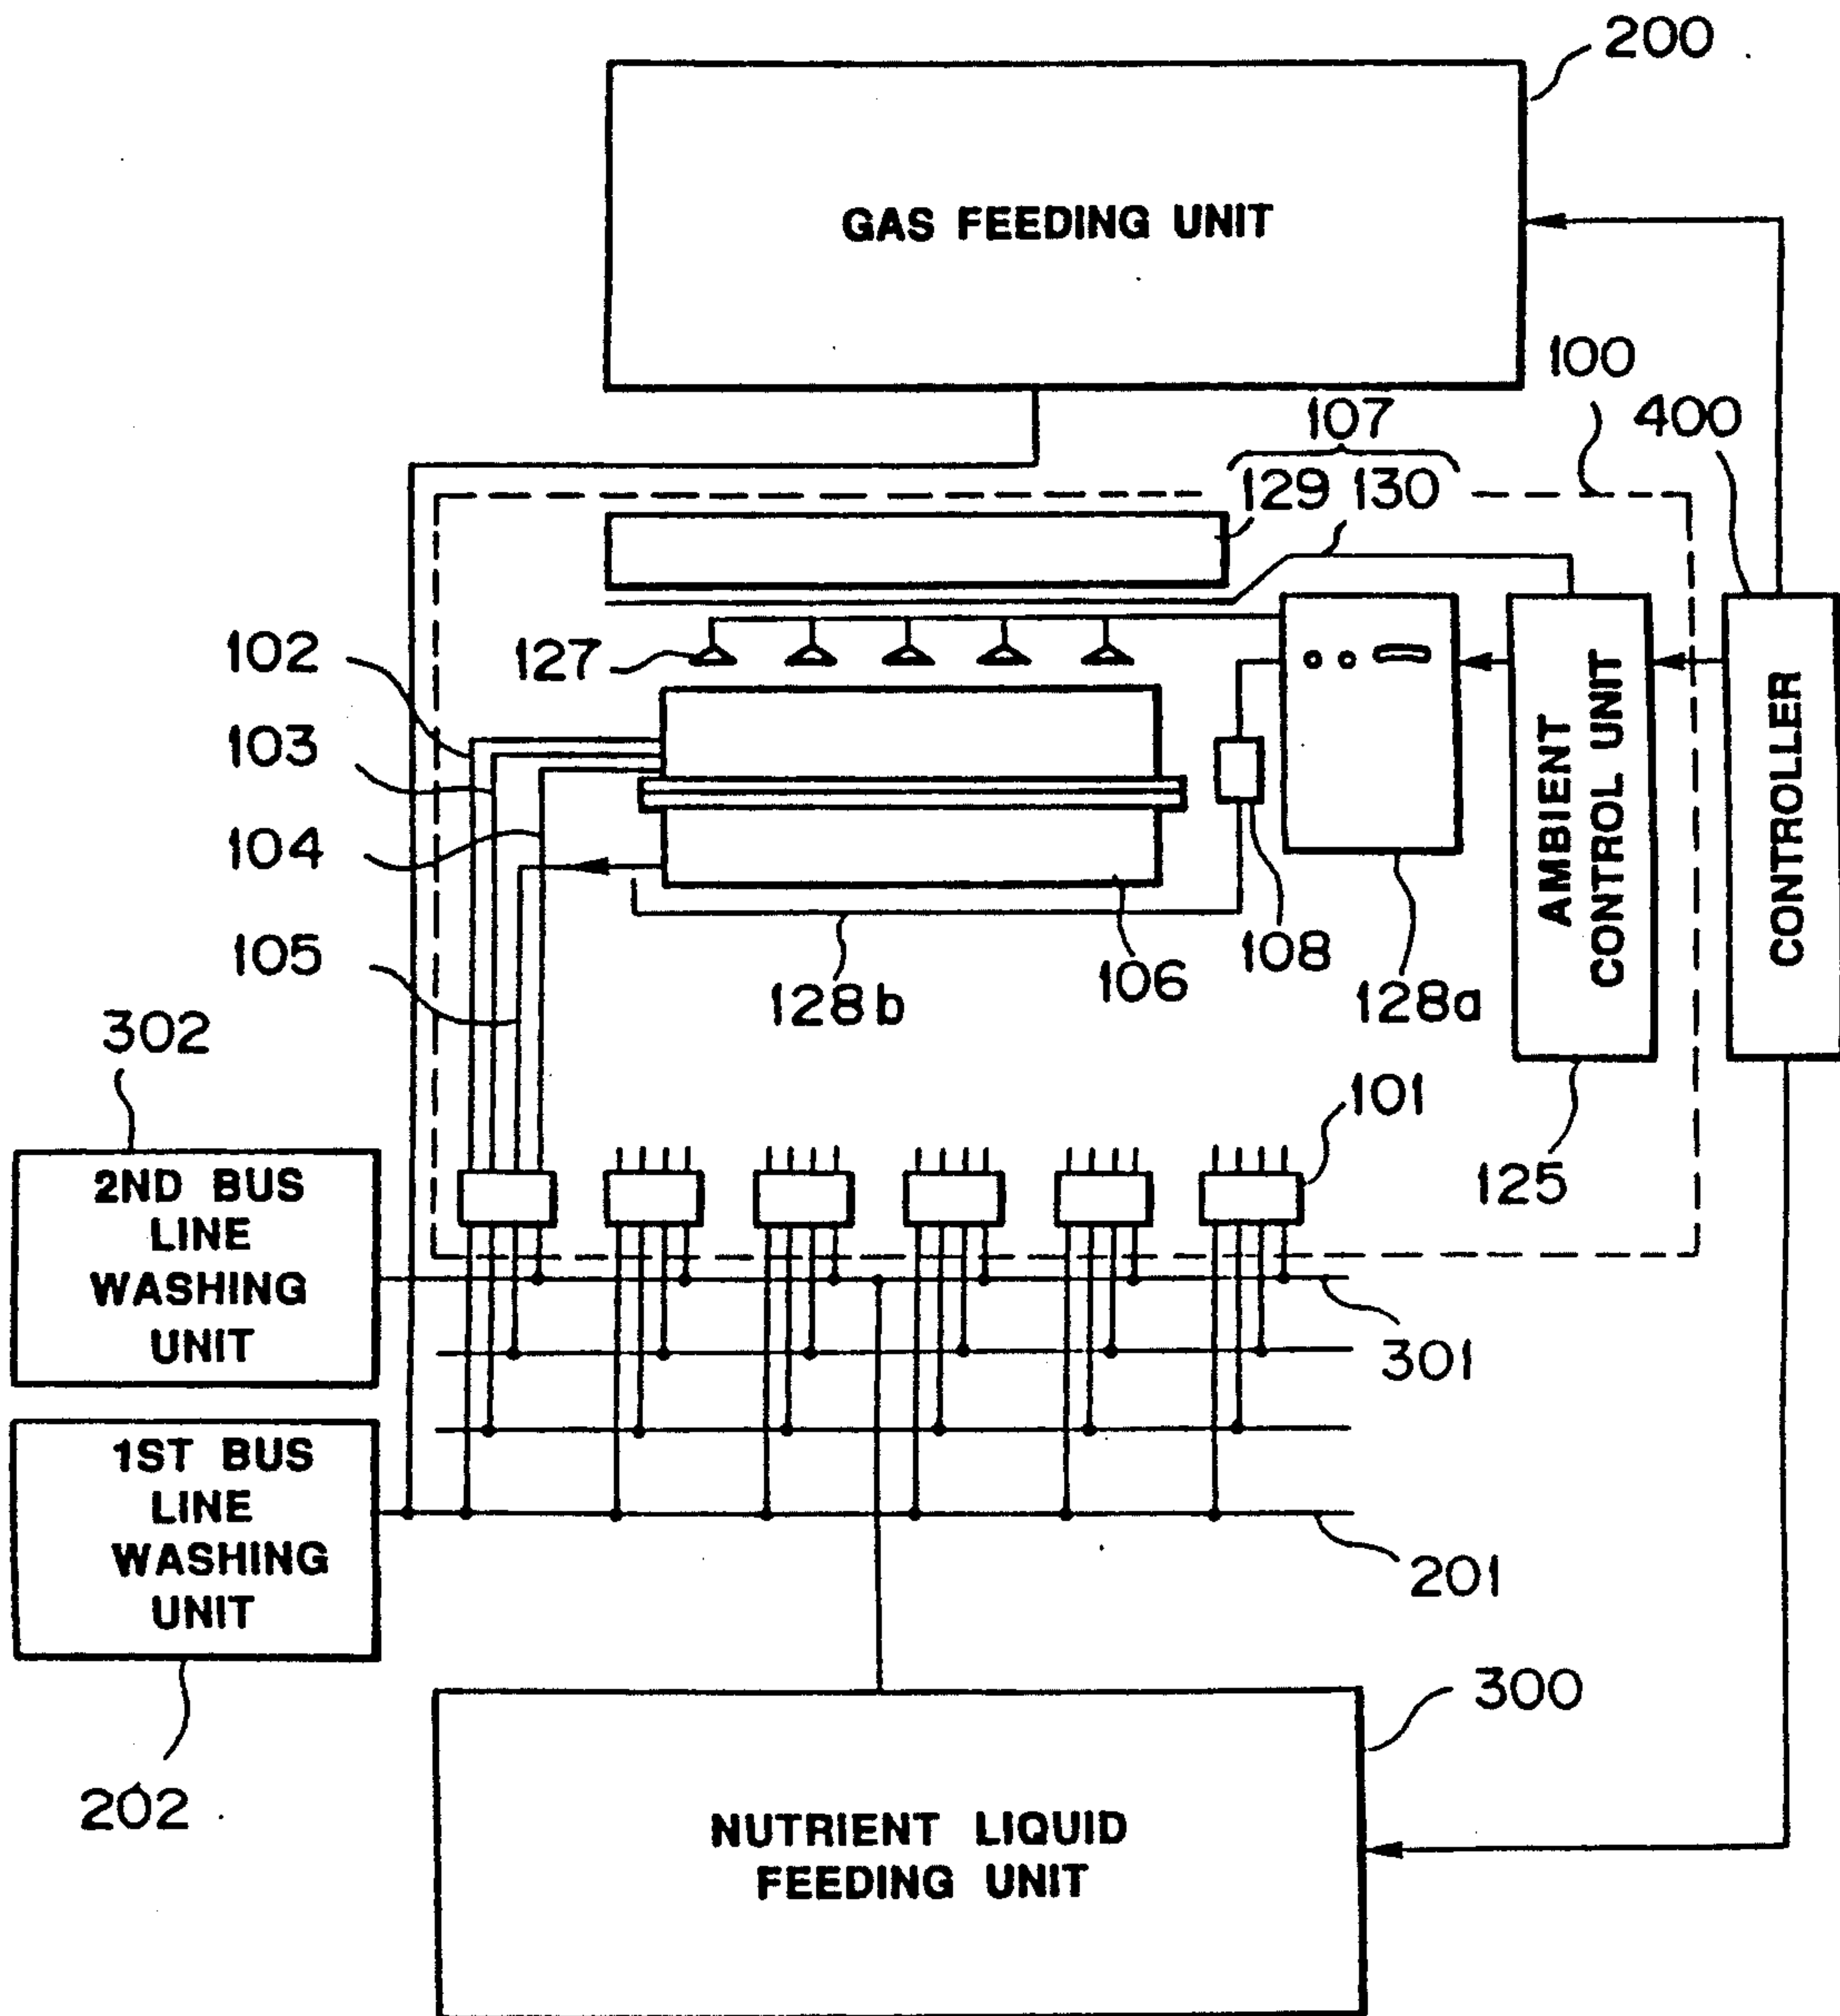 200
GAS FEEDING UNIT
100
400
107
129 130
102
127
103
104
105
128b
106
108
128a
AMBIENT
CONTROL UNIT
CONTROLLER
302
101
125
2ND BUS
LINE
WASHING
UNIT
301
1ST BUS
LINE
WASHING
UNIT
201
202
300
NUTRIENT LIQUID
FEEDING UNIT